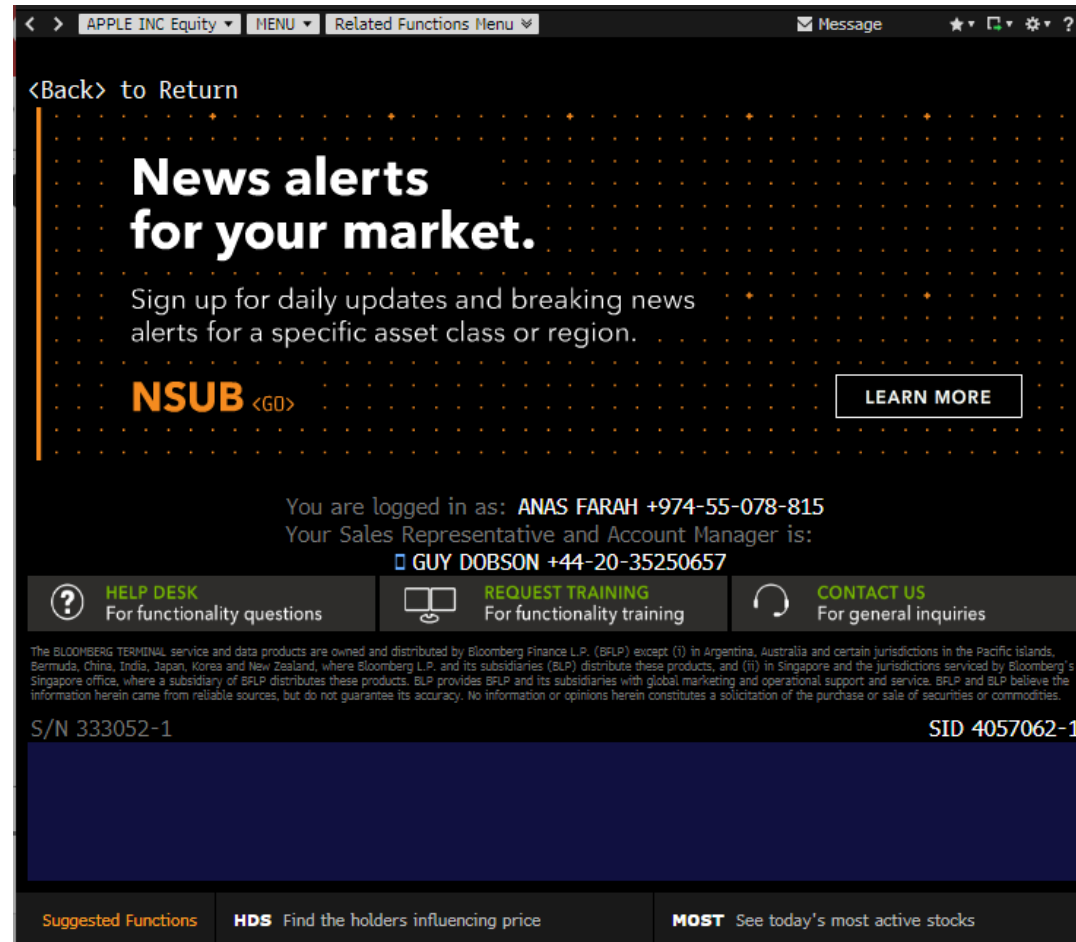 < > APPLE INC Equity MENU Related Functions Menu Message ?
<Back> to Return
News alerts
for your market.
Sign up for daily updates and breaking news
alerts for a specific asset class or region.
NSUB <GO>
LEARN MORE
You are logged in as: ANAS FARAH +974-55-078-815
Your Sales Representative and Account Manager is:
GUY DOBSON +44-20-35250657
HELP DESK
For functionality questions
REQUEST TRAINING
For functionality training
CONTACT US
For general inquiries
The BLOOMBERG TERMINAL service and data products are owned and distributed by Bloomberg Finance L.P. (BFLP) except (i) in Argentina, Australia and certain jurisdictions in the Pacific islands,
Bermuda, China, India, Japan, Korea and New Zealand, where Bloomberg L.P. and its subsidiaries (BLP) distribute these products, and (ii) in Singapore and the jurisdictions serviced by Bloomberg's
Singapore office, where a subsidiary of BFLP distributes these products. BLP provides BFLP and its subsidiaries with global marketing and operational support and service. BFLP and BLP believe the
information herein came from reliable sources, but do not guarantee its accuracy. No information or opinions herein constitutes a solicitation of the purchase or sale of securities or commodities.
S/N 333052-1
SID 4057062-1
Suggested Functions HDS Find the holders influencing price MOST See today's most active stocks